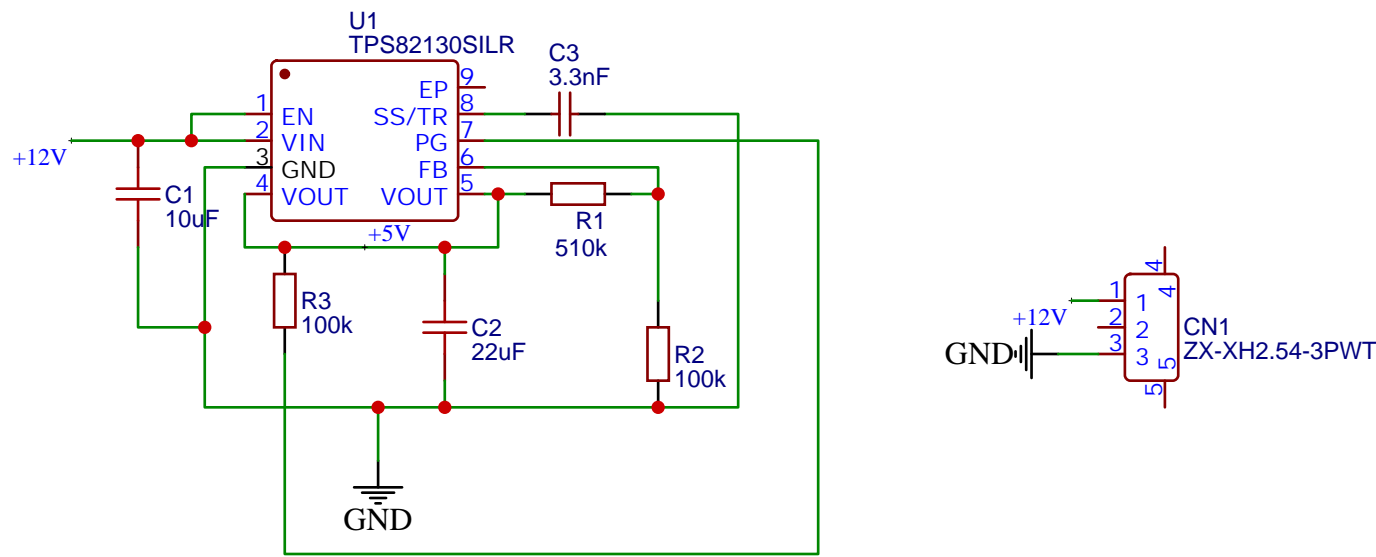 U1
TPS82130SILR
C3
3.3nF
9
EP
1
EN
SS/TR
8
+12V
2
VIN
PG
7
3
GND
FB
6
4
VOUT
VOUT
5
C1
10uF
R1
510k
+5V
R3
100k
C2
22uF
R2
100k
GND
4
4
1
1
+12V
2
2
CN1
ZX-XH2.54-3PWT
GND
3
3
5
5